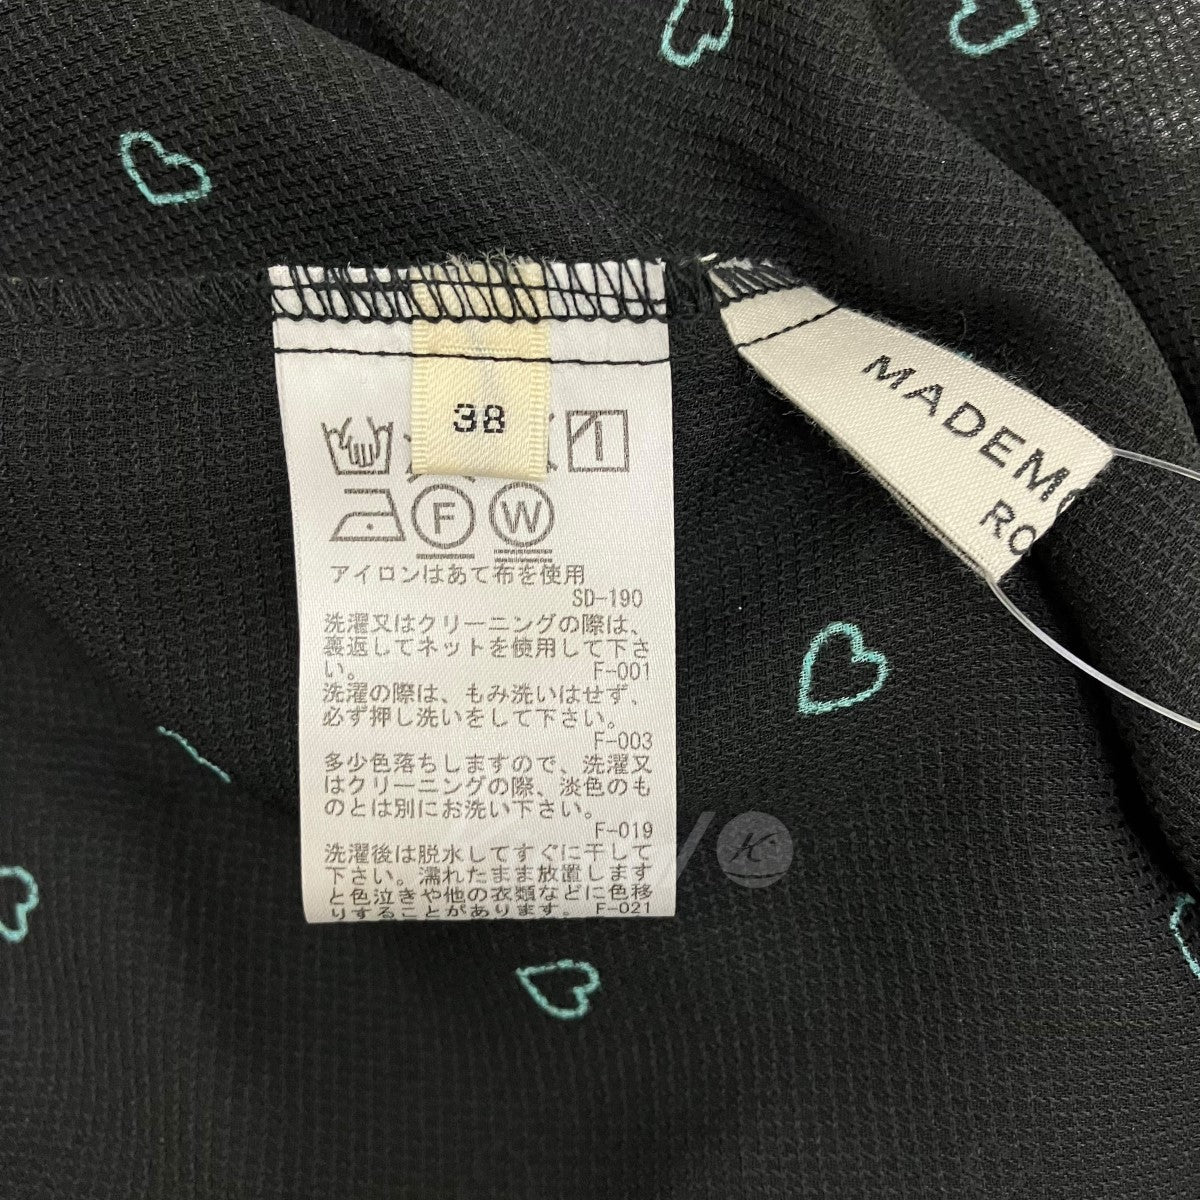 38
F
W
アイロンはあて布を使用
SD-190
洗濯又はクリーニングの際は、
裏返してネットを使用して下さ
い。 F-001
洗濯の際は、もみ洗いはせず、
必ず押し洗いをして下さい。
F-003
多少色落ちしますので、洗濯又
はクリーニングの際、淡色のも
のとは別にお洗い下さい。
F-019
洗濯後は脱水してすぐに干して
下さい。濡れたまま放置します
と色泣きや他の衣類などに色移
りすることがあります。 F-021
MADEM
RO